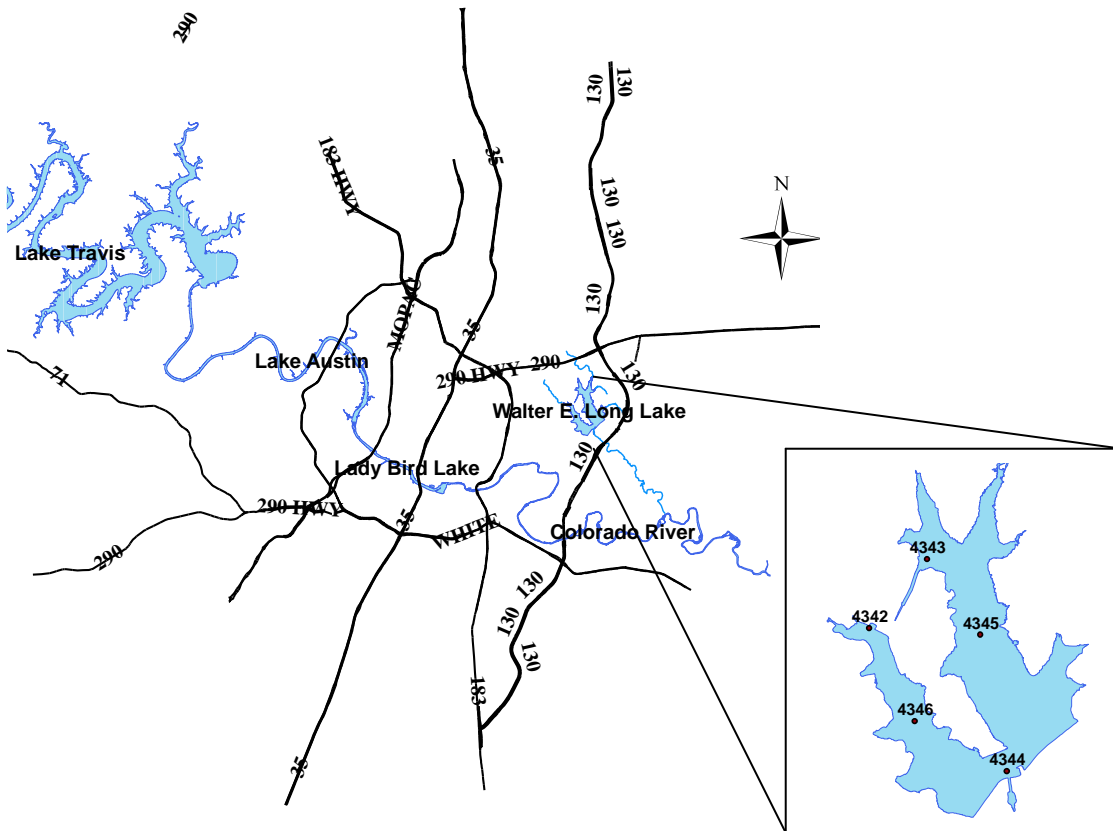 290
130
130
183 HWY
35
N
130
130
Lake Travis
130
MOPAC
35
Lake Austin
290 HWY
290
130
71
Walter E. Long Lake
130
Lady Bird Lake
290 HWY
35
WHITE
Colorado River
290
130
130
130
183
35
4343
4342
4345
4346
4344